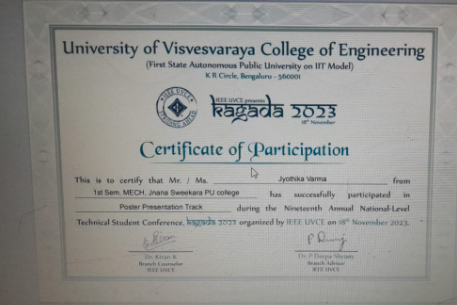 University of Visvesvaraya College of Engineering
(First State Autonomous Public University on IIT Model)
K R Circle, Bengaluru - 560001
IEEE UVCE presents
kagada 2023
18th November
Certificate of Participation
This is to certify that Mr. / Ms. Jyothika Varma from
1st Sem, MECH, Jnana Sweekara PU college has successfully participated in
Poster Presentation Track during the Nineteenth Annual National-Level
Technical Student Conference, kagada 2023 organized by IEEE UVCE on 18th November 2023.
Dr. Kiran K
Branch Counselor
IEEE UVCE
Dr. P Deepa Shenoy
Branch Advisor
IEEE UVCE